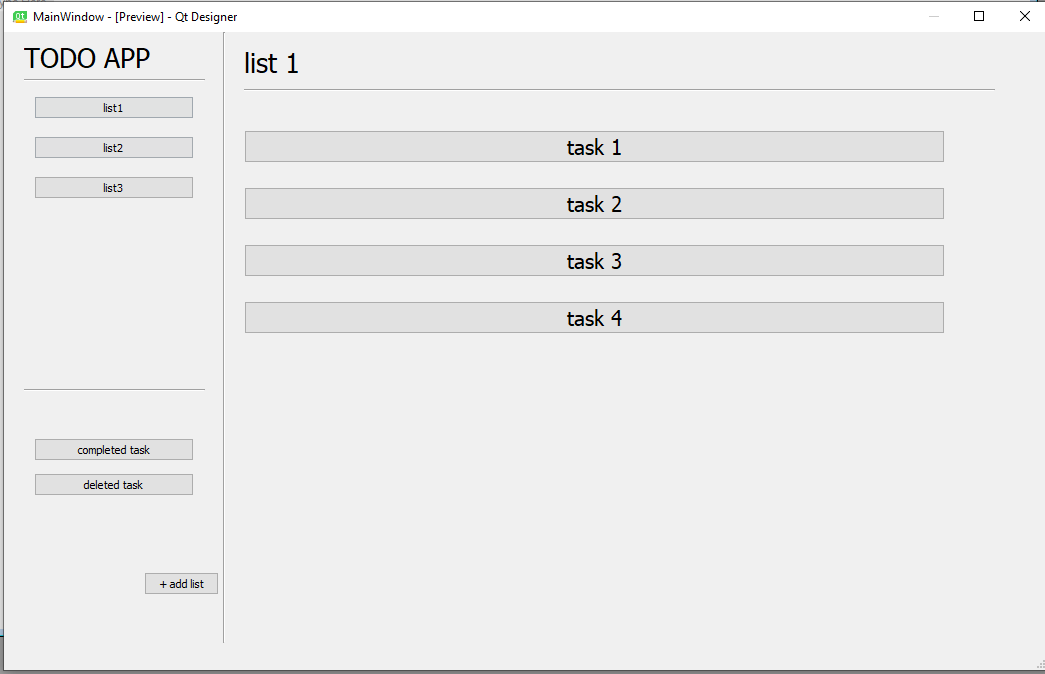 MainWindow - [Preview] - Qt Designer
TODO APP
list1
list2
list3
completed task
deleted task
+ add list
list 1
task 1
task 2
task 3
task 4